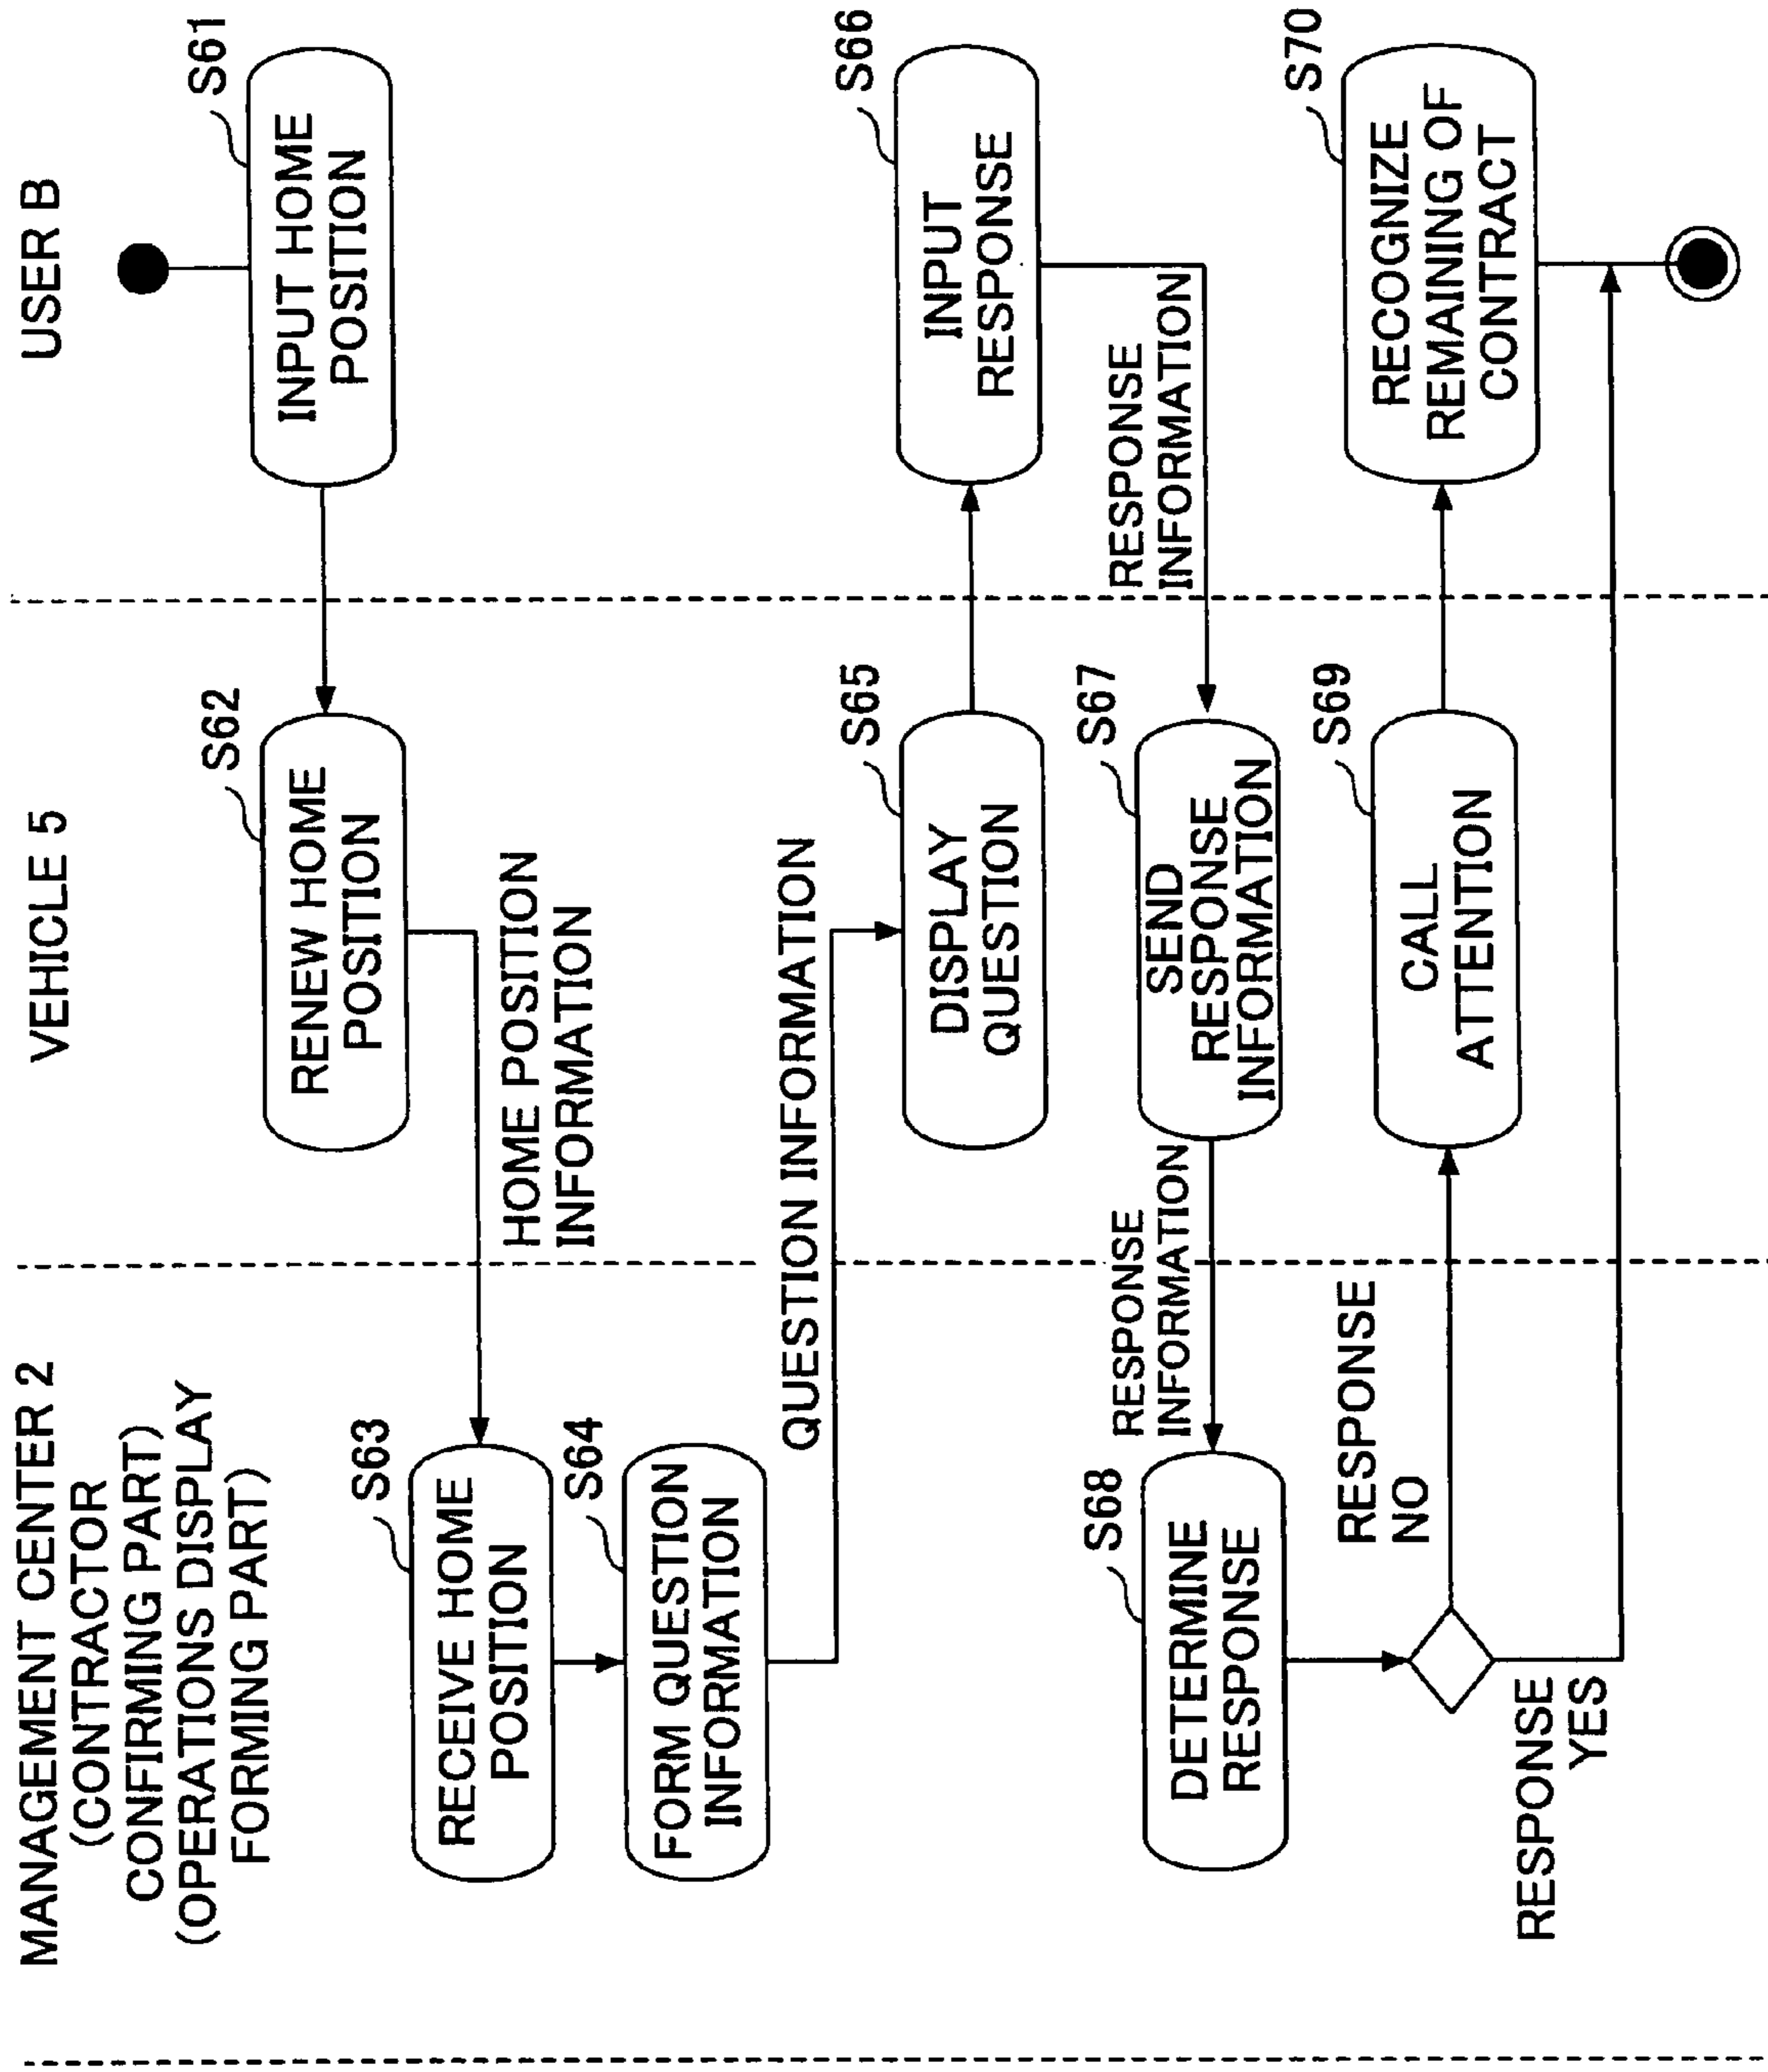 MANAGEMENT CENTER 2
(CONTRACTOR
CONFIRMING PART)
(OPERATIONS DISPLAY
FORMING PART)
VEHICLE 5
USER B
S61
INPUT HOME
POSITION
S62
RENEW HOME
POSITION
HOME POSITION
INFORMATION
S63
RECEIVE HOME
POSITION
S64
FORM QUESTION
INFORMATION
QUESTION INFORMATION
S65
DISPLAY
QUESTION
S66
INPUT
RESPONSE
RESPONSE
INFORMATION
S67
SEND
RESPONSE
INFORMATION
RESPONSE
INFORMATION
S68
DETERMINE
RESPONSE
RESPONSE
NO
S69
CALL
ATTENTION
S70
RECOGNIZE
REMAINING OF
CONTRACT
RESPONSE
YES